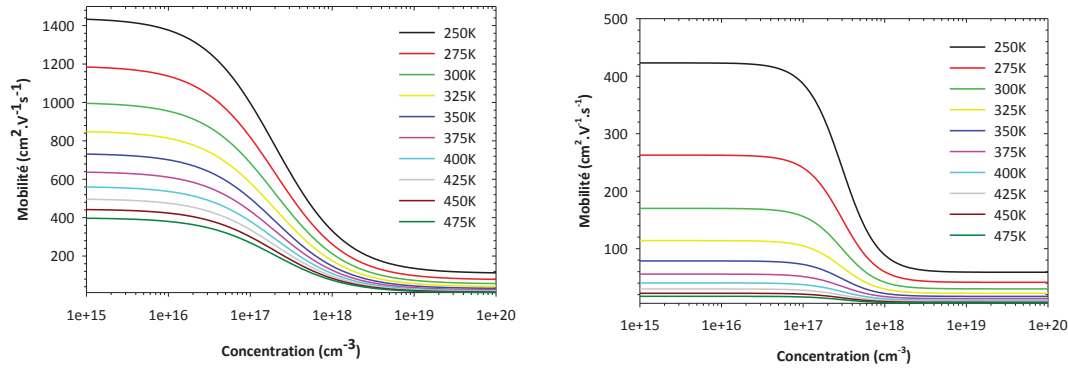 Mobilité (cm².V⁻¹s⁻¹)
1400
1200
1000
800
600
400
200
1e+15 1e+16 1e+17 1e+18 1e+19 1e+20
Concentration (cm⁻³)
250K
275K
300K
325K
350K
375K
400K
425K
450K
475K
Mobilité (cm².V⁻¹.s⁻¹)
500
400
300
200
100
1e+15 1e+16 1e+17 1e+18 1e+19 1e+20
Concentration (cm⁻³)
250K
275K
300K
325K
350K
375K
400K
425K
450K
475K